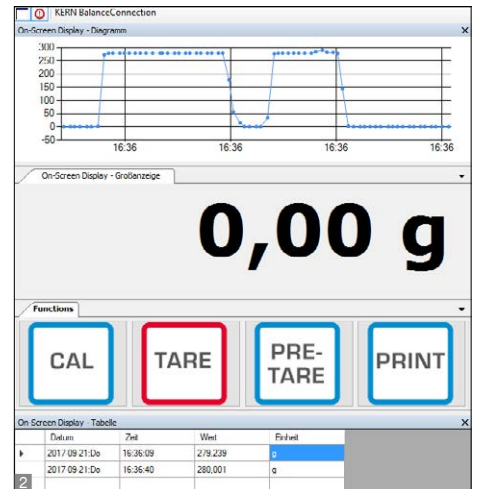 KERN BalanceConnection
On-Screen Display - Diagramm
300
250
200
150
100
50
0
-50
16:36 16:36 16:36 16:36
On-Screen Display - Großanzeige
0,00 g
Functions
CAL
TARE
PRE-
TARE
PRINT
On-Screen Display - Tabelle
Datum Zeit Wert Einheit
2017-09-21:Do 16:36:09 279,239 g
2017-09-21:Do 16:36:40 280,001 g
2